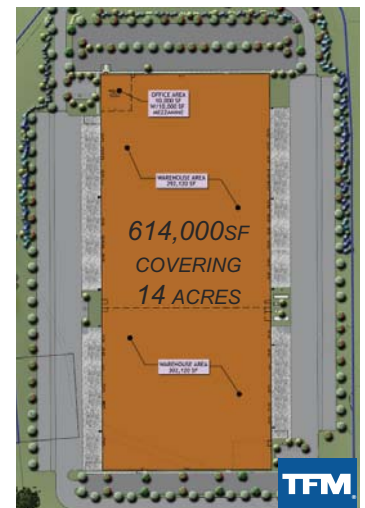 OFFICE AREA
10,000 SF
W/10,000 SF
MEZZANINE
WAREHOUSE AREA
292,120 SF
614,000SF
COVERING
14 ACRES
WAREHOUSE AREA
302,120 SF
TFM